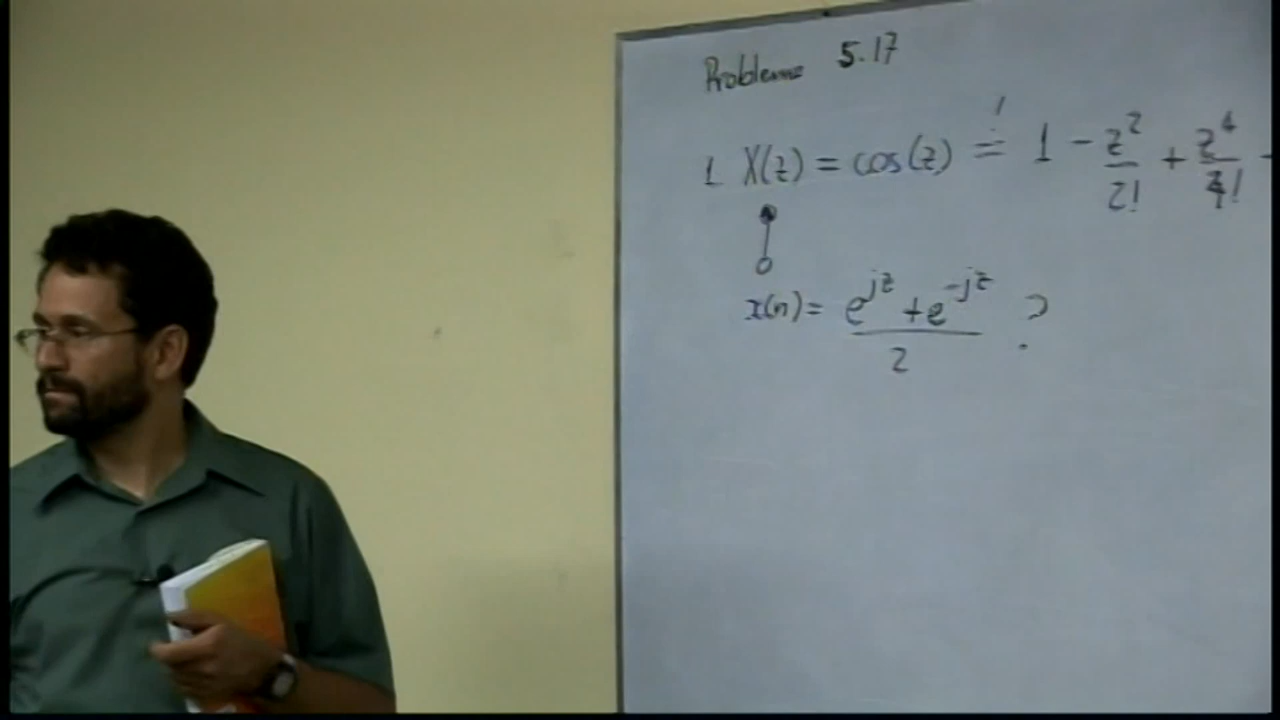 Problema 5.17
1 X(z) = cos(z) =! 1 - z²/2! + z⁴/4! -
x(n) = (e^{jz} + e^{-jz})/2 ?